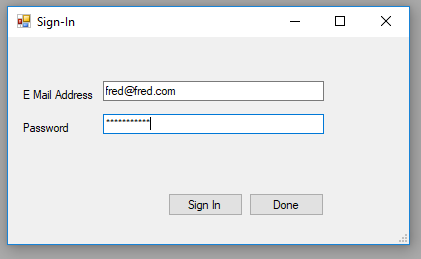 Sign-In
E Mail Address fred@fred.com
Password ***********
Sign In Done